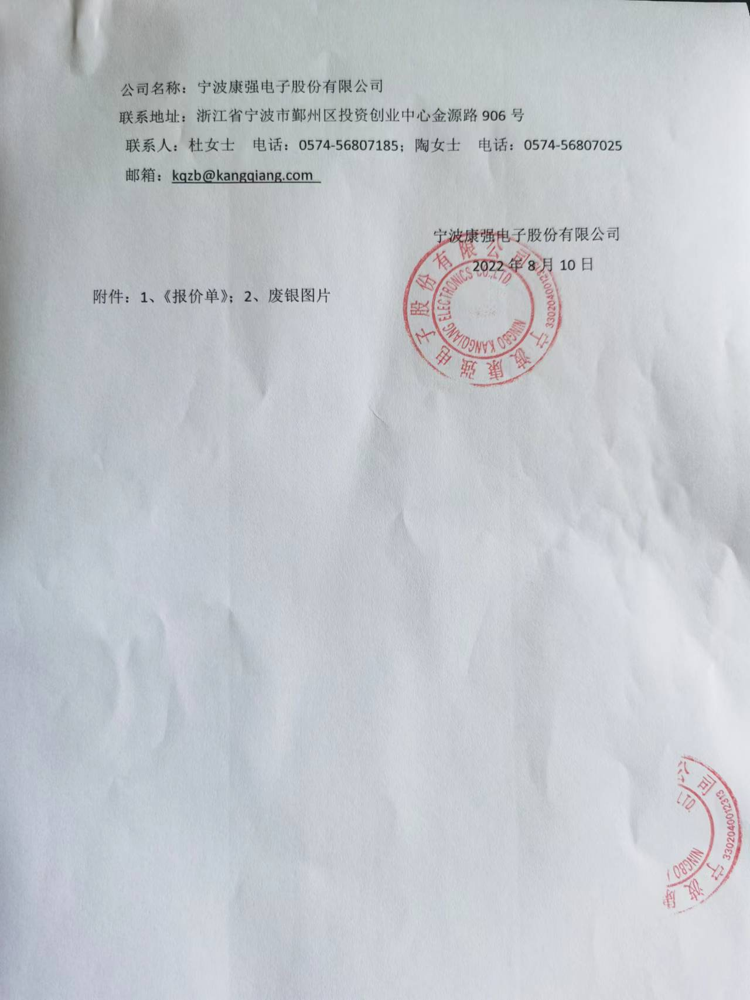 公司名称：宁波康强电子股份有限公司
联系地址：浙江省宁波市鄞州区投资创业中心金源路 906 号
联系人：杜女士 电话：0574-56807185；陶女士 电话：0574-56807025
邮箱：kqzb@kangqiang.com
宁波康强电子股份有限公司
2022 年 8 月 10 日
附件：1、《报价单》；2、废银图片
宁波康强电子股份有限公司
NINGBO KANGQIANG ELECTRONICS CO.,LTD.
3302040012313
宁波康
公司
NINGBO
3302040012313